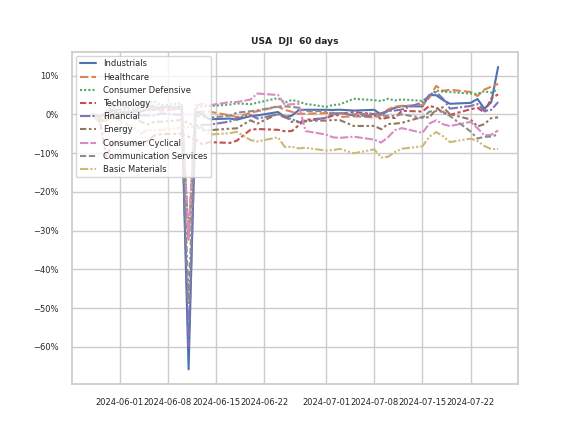 USA  DJI  60 days
Industrials
Healthcare
Consumer Defensive
Technology
Financial
Energy
Consumer Cyclical
Communication Services
Basic Materials
10%
0%
−10%
−20%
−30%
−40%
−50%
−60%
2024-06-01 2024-06-08 2024-06-15 2024-06-22 2024-07-01 2024-07-08 2024-07-15 2024-07-22